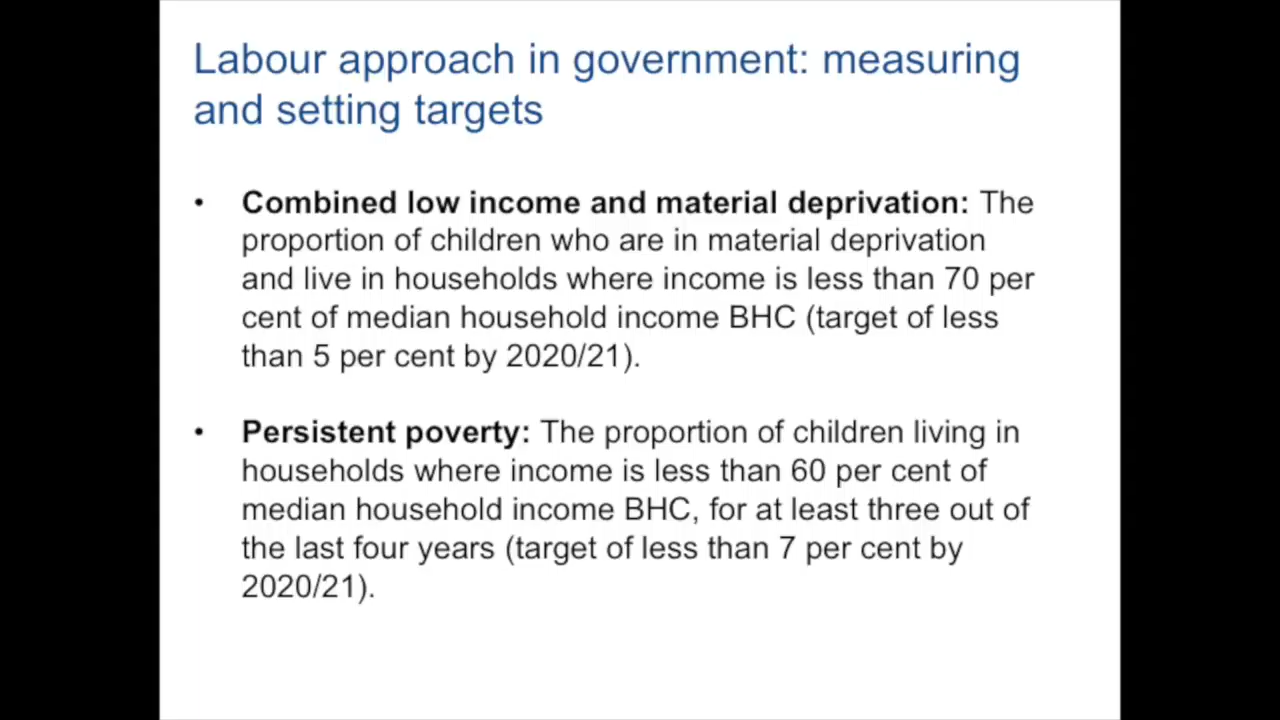 Labour approach in government: measuring
and setting targets
• Combined low income and material deprivation: The
proportion of children who are in material deprivation
and live in households where income is less than 70 per
cent of median household income BHC (target of less
than 5 per cent by 2020/21).
• Persistent poverty: The proportion of children living in
households where income is less than 60 per cent of
median household income BHC, for at least three out of
the last four years (target of less than 7 per cent by
2020/21).